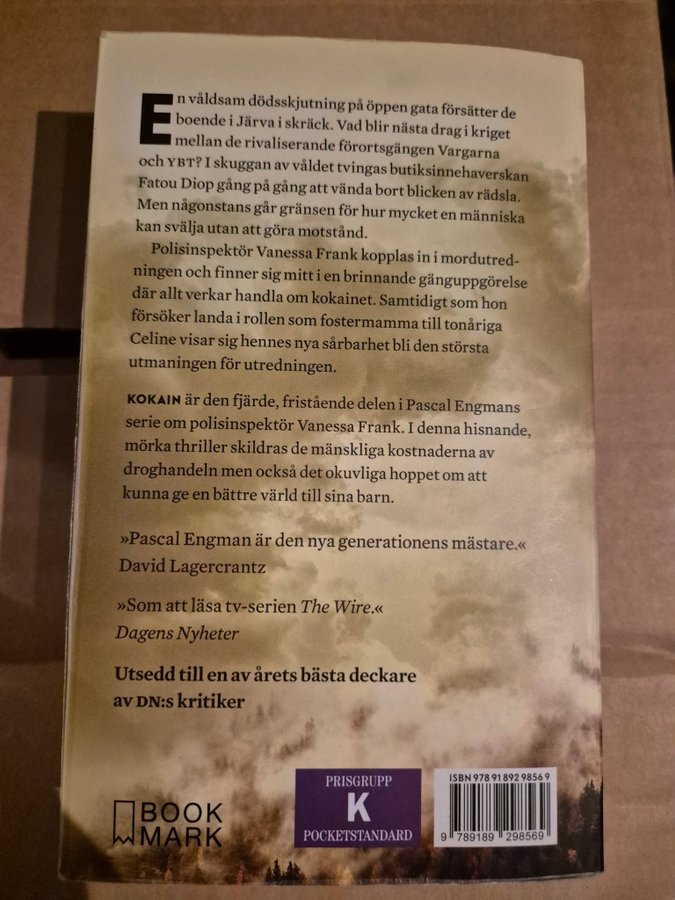 En våldsam dödsskjutning på öppen gata försätter de
boende i Järva i skräck. Vad blir nästa drag i kriget
mellan de rivaliserande förortsgängen Vargarna
och YBT? I skuggan av våldet tvingas butiksinnehaverskan
Fatou Diop gång på gång att vända bort blicken av rädsla.
Men någonstans går gränsen för hur mycket en människa
kan svälja utan att göra motstånd.
Polisinspektör Vanessa Frank kopplas in i mordutred-
ningen och finner sig mitt i en brinnande gänguppgörelse
där allt verkar handla om kokainet. Samtidigt som hon
försöker landa i rollen som fostermamma till tonåriga
Celine visar sig hennes nya sårbarhet bli den största
utmaningen för utredningen.
KOKAIN är den fjärde, fristående delen i Pascal Engmans
serie om polisinspektör Vanessa Frank. I denna hisnande,
mörka thriller skildras de mänskliga kostnaderna av
droghandeln men också det okuvliga hoppet om att
kunna ge en bättre värld till sina barn.
»Pascal Engman är den nya generationens mästare.«
David Lagercrantz
»Som att läsa tv-serien The Wire.«
Dagens Nyheter
Utsedd till en av årets bästa deckare
av DN:s kritiker
BOOK
MARK
PRISGRUPP
K
POCKETSTANDARD
ISBN 978 91 892 9856 9
9 789189 298569